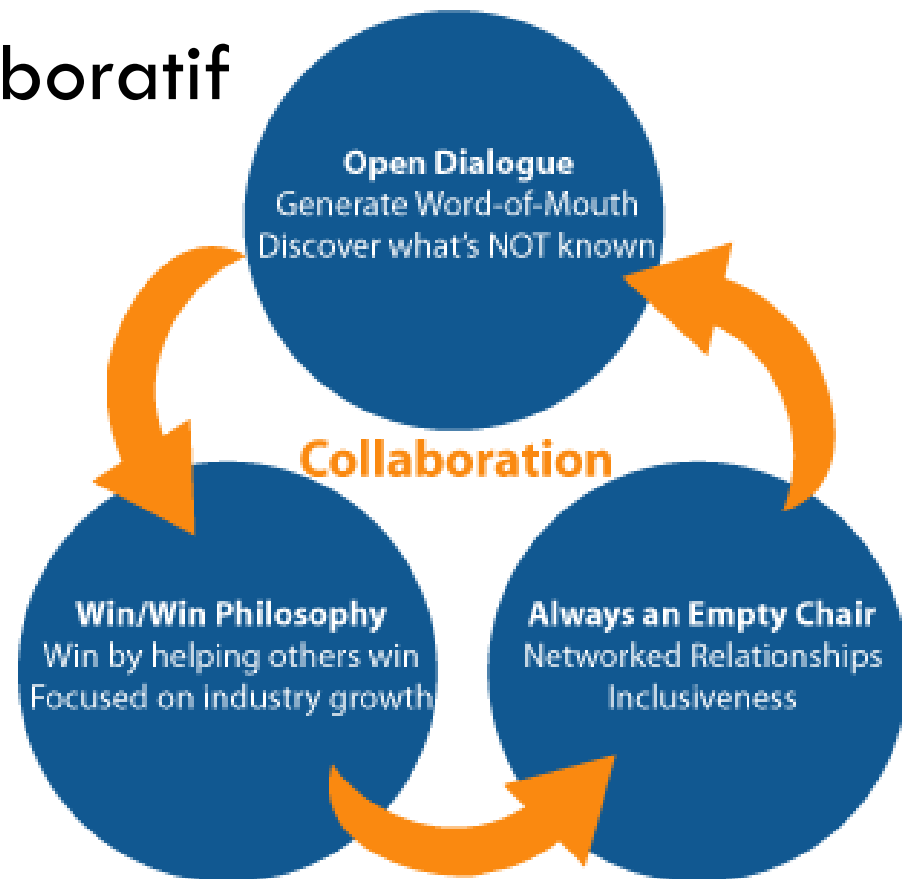 boratif
Open Dialogue
Generate Word-of-Mouth
Discover what's NOT known
Collaboration
Win/Win Philosophy
Win by helping others win
Focused on industry growth
Always an Empty Chair
Networked Relationships
Inclusiveness